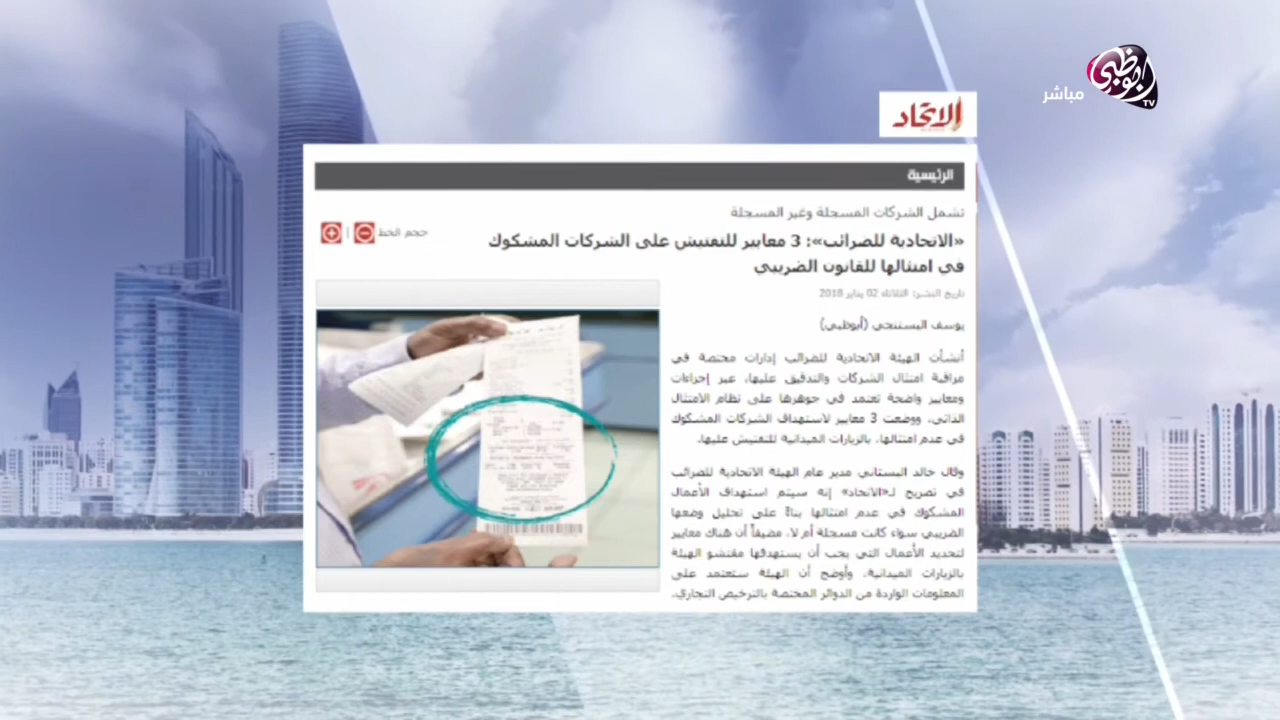 ابوظبي
TV
مباشر
الاتحاد
الرئيسية
تشمل الشركات المسجلة وغير المسجلة
حجم الخط
«الاتحادية للضرائب»: 3 معايير للتفتيش على الشركات المشكوك
في امتثالها للقانون الضريبي
تاريخ النشر: الثلاثاء 02 يناير 2018
يوسف البستنجي (أبوظبي)
أنشأت الهيئة الاتحادية للضرائب إدارات مختصة في
مراقبة امتثال الشركات والتدقيق عليها، عبر إجراءات
ومعايير واضحة تعتمد في جوهرها على نظام الامتثال
الذاتي، ووضعت 3 معايير لاستهداف الشركات المشكوك
في عدم امتثالها، بالزيارات الميدانية للتفتيش عليها.
وقال خالد البستاني مدير عام الهيئة الاتحادية للضرائب
في تصريح لـ«الاتحاد» إنه سيتم استهداف الأعمال
المشكوك في عدم امتثالها بناءً على تحليل وضعها
الضريبي سواء كانت مسجلة أم لا، مضيفاً أن هناك معايير
لتحديد الأعمال التي يجب أن يستهدفها مفتشو الهيئة
بالزيارات الميدانية، وأوضح أن الهيئة ستعتمد على
المعلومات الواردة من الدوائر المختصة بالترخيص التجاري،